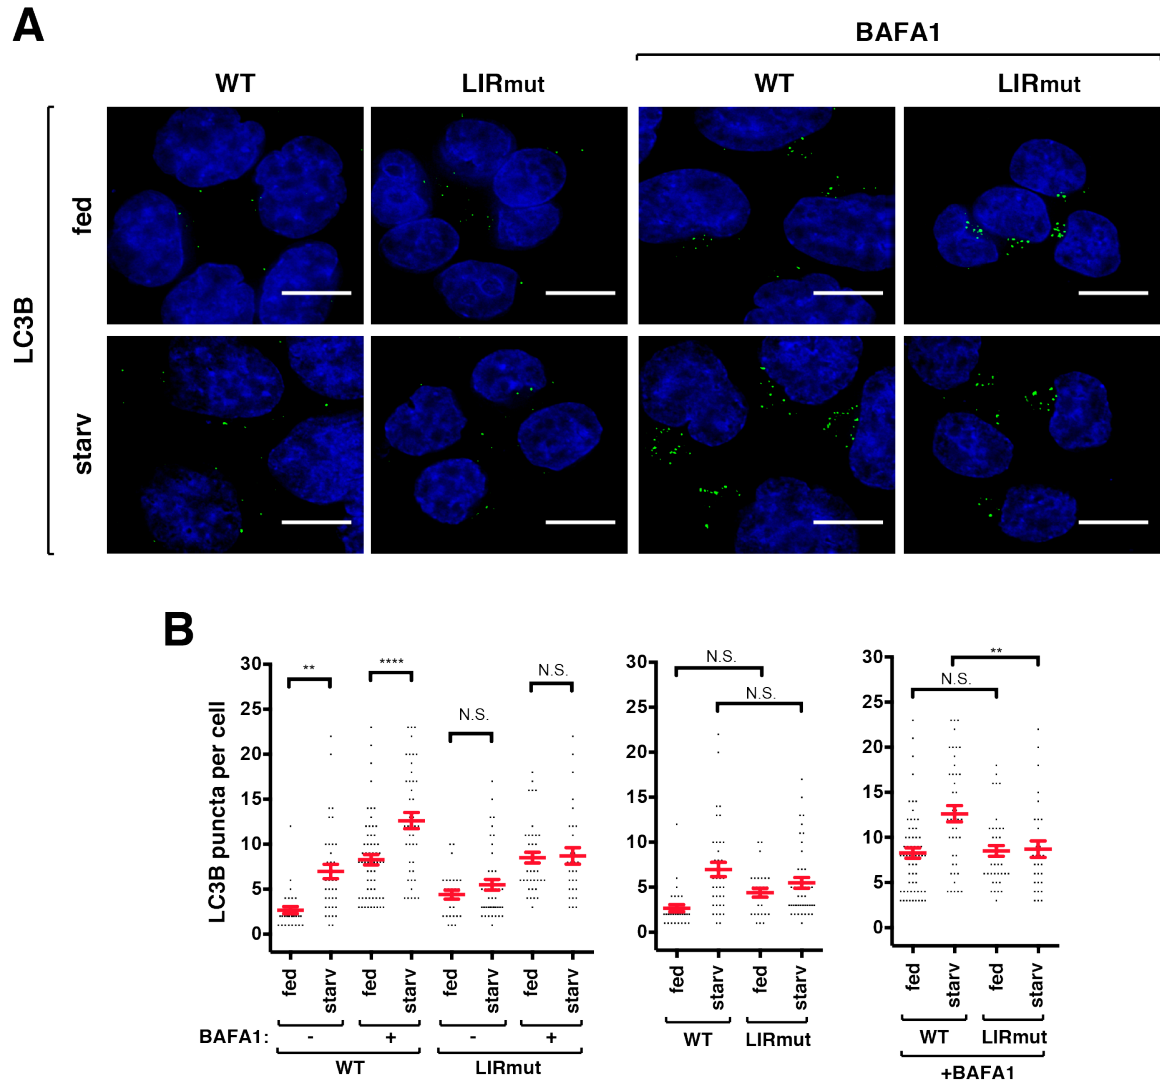 A
BAFA1
WT LIRmut WT LIRmut
LC3B
fed
starv
B
LC3B puncta per cell
30
25
20
15
10
5
0
** **** N.S. N.S.
fed starv fed starv fed starv fed starv
BAFA1: - + - +
WT LIRmut
30
25
20
15
10
5
0
N.S.
N.S.
fed starv fed starv
WT LIRmut
30
25
20
15
10
5
0
**
N.S.
fed starv fed starv
WT LIRmut
+BAFA1